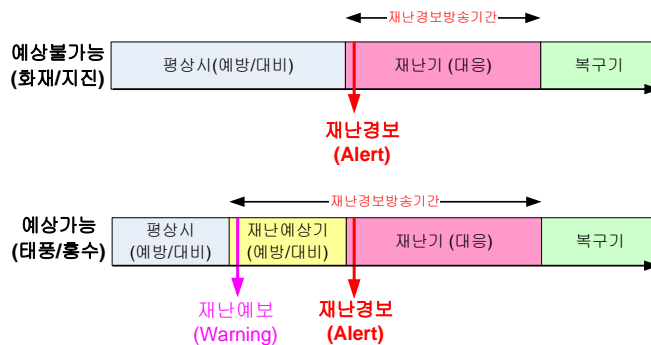 재난경보방송기간
예상불가능
(화재/지진)
평상시(예방/대비)
재난기 (대응)
복구기
재난경보
(Alert)
재난경보방송기간
예상가능
(태풍/홍수)
평상시
(예방/대비)
재난예상기
(예방/대비)
재난기 (대응)
복구기
재난예보
(Warning)
재난경보
(Alert)